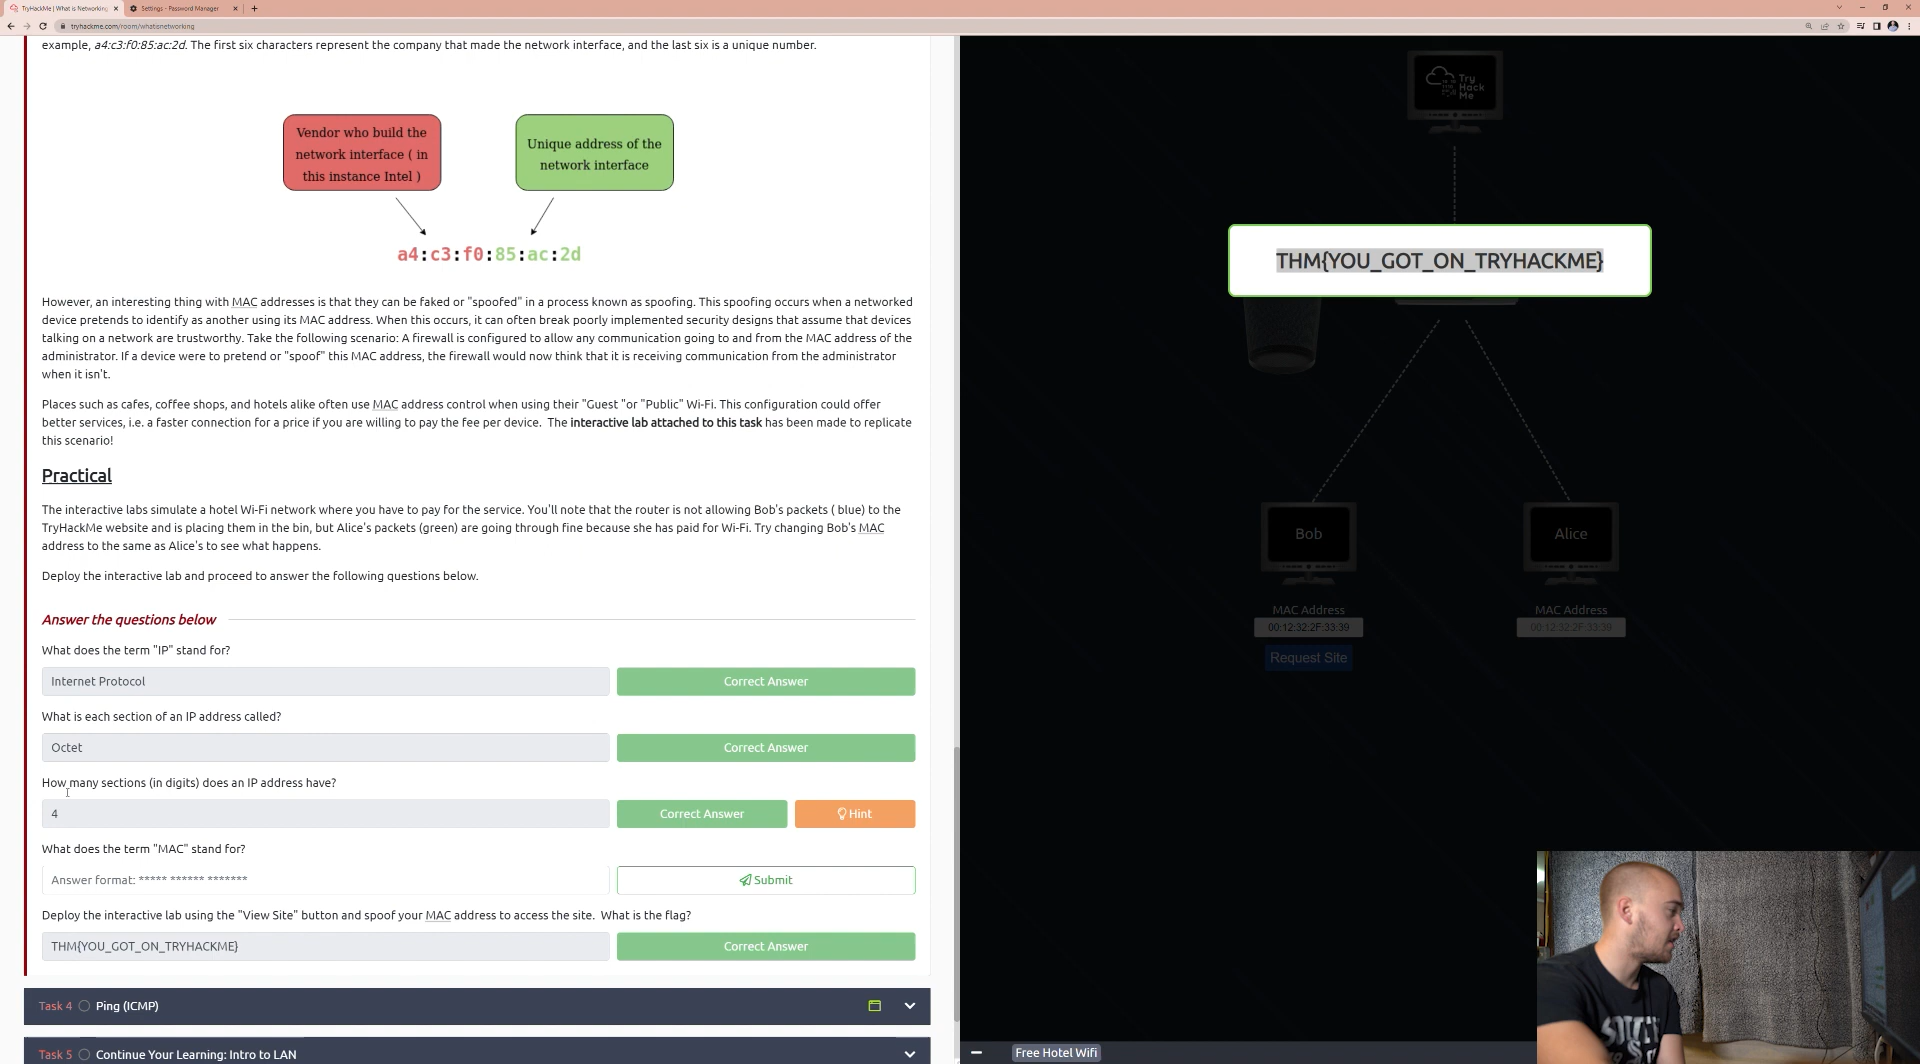 TryHackMe | What is Networking
Settings - Password Manager
tryhackme.com/room/whatisnetworking
example, a4:c3:f0:85:ac:2d. The first six characters represent the company that made the network interface, and the last six is a unique number.
Vendor who build the
network interface ( in
this instance Intel )
Unique address of the
network interface
a4:c3:f0:85:ac:2d
However, an interesting thing with MAC addresses is that they can be faked or "spoofed" in a process known as spoofing. This spoofing occurs when a networked
device pretends to identify as another using its MAC address. When this occurs, it can often break poorly implemented security designs that assume that devices
talking on a network are trustworthy. Take the following scenario: A firewall is configured to allow any communication going to and from the MAC address of the
administrator. If a device were to pretend or "spoof" this MAC address, the firewall would now think that it is receiving communication from the administrator
when it isn't.
Places such as cafes, coffee shops, and hotels alike often use MAC address control when using their "Guest "or "Public" Wi-Fi. This configuration could offer
better services, i.e. a faster connection for a price if you are willing to pay the fee per device. The interactive lab attached to this task has been made to replicate
this scenario!
Practical
The interactive labs simulate a hotel Wi-Fi network where you have to pay for the service. You'll note that the router is not allowing Bob's packets ( blue) to the
TryHackMe website and is placing them in the bin, but Alice's packets (green) are going through fine because she has paid for Wi-Fi. Try changing Bob's MAC
address to the same as Alice's to see what happens.
Deploy the interactive lab and proceed to answer the following questions below.
Answer the questions below
What does the term "IP" stand for?
Internet Protocol
Correct Answer
What is each section of an IP address called?
Octet
Correct Answer
How many sections (in digits) does an IP address have?
4
Correct Answer
Hint
What does the term "MAC" stand for?
Answer format: ***** ****** *******
Submit
Deploy the interactive lab using the "View Site" button and spoof your MAC address to access the site. What is the flag?
THM{YOU_GOT_ON_TRYHACKME}
Correct Answer
Task 4 Ping (ICMP)
Task 5 Continue Your Learning: Intro to LAN
Try
Hack
Me
THM{YOU_GOT_ON_TRYHACKME}
Bob
Alice
MAC Address
00:12:32:2F:33:39
Request Site
MAC Address
00:12:32:2F:33:39
Free Hotel Wifi